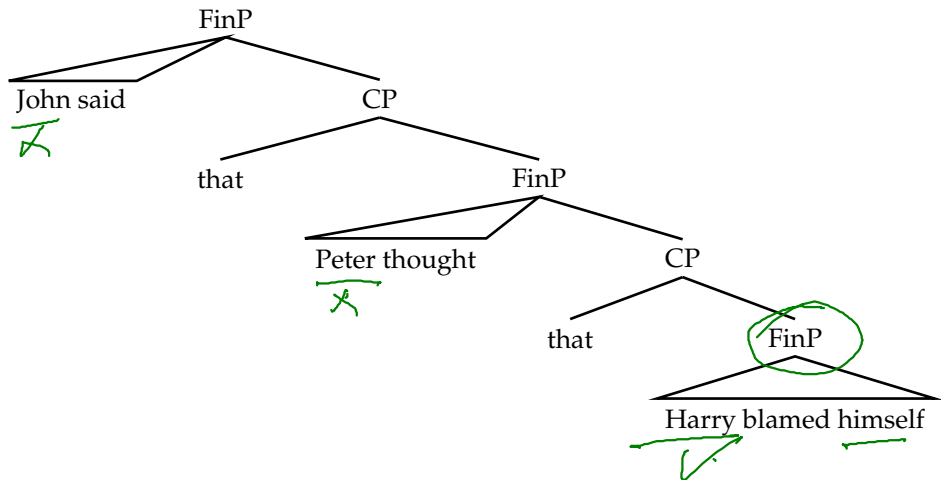 FinP
John said
CP
that
FinP
Peter thought
CP
that
FinP
Harry blamed himself